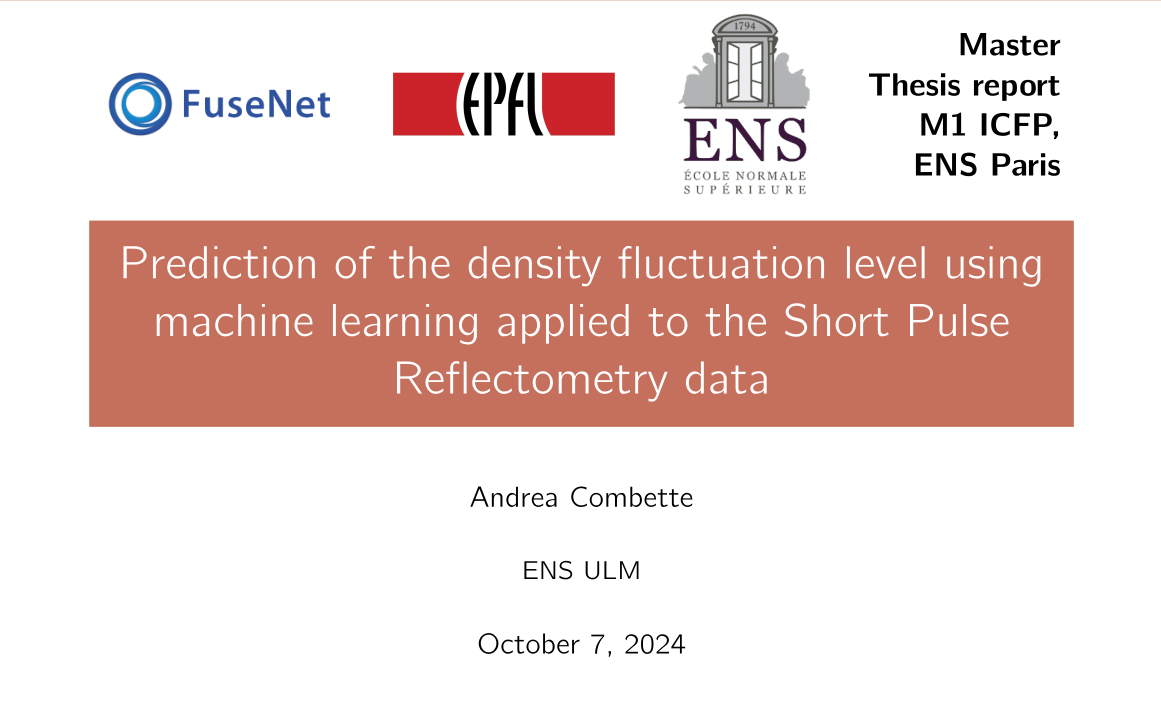 FuseNet
EPFL
1794
ENS
ÉCOLE NORMALE
SUPÉRIEURE
Master
Thesis report
M1 ICFP,
ENS Paris
Prediction of the density fluctuation level using
machine learning applied to the Short Pulse
Reflectometry data
Andrea Combette
ENS ULM
October 7, 2024